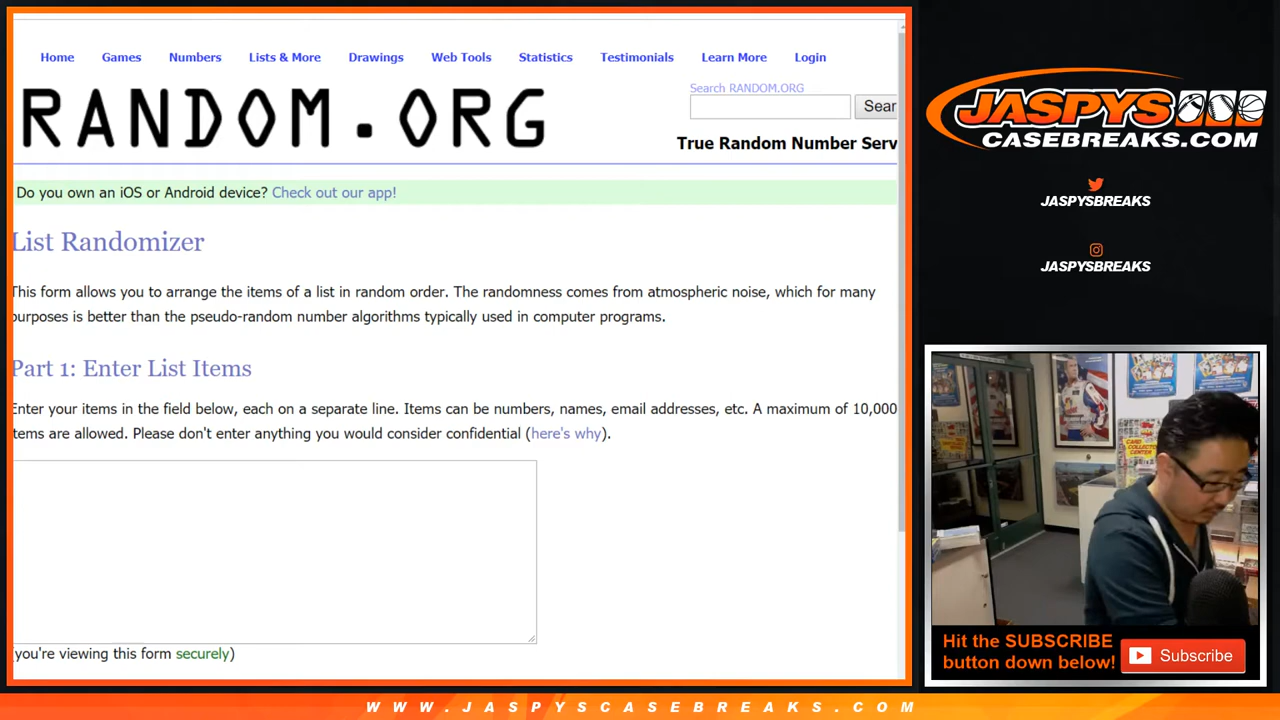 Home Games Numbers Lists & More Drawings Web Tools Statistics Testimonials Learn More Login
Search RANDOM.ORG
RANDOM.ORG
Sear
True Random Number Serv
Do you own an iOS or Android device? Check out our app!
List Randomizer
This form allows you to arrange the items of a list in random order. The randomness comes from atmospheric noise, which for many
purposes is better than the pseudo-random number algorithms typically used in computer programs.
Part 1: Enter List Items
Enter your items in the field below, each on a separate line. Items can be numbers, names, email addresses, etc. A maximum of 10,000
items are allowed. Please don't enter anything you would consider confidential (here's why).
(you're viewing this form securely)
JASPYS
CASEBREAKS.COM
JASPYSBREAKS
JASPYSBREAKS
CARD
COLLECTOR
CENTER
Hit the SUBSCRIBE
button down below!
Subscribe
WWW.JASPYSCASEBREAKS.COM